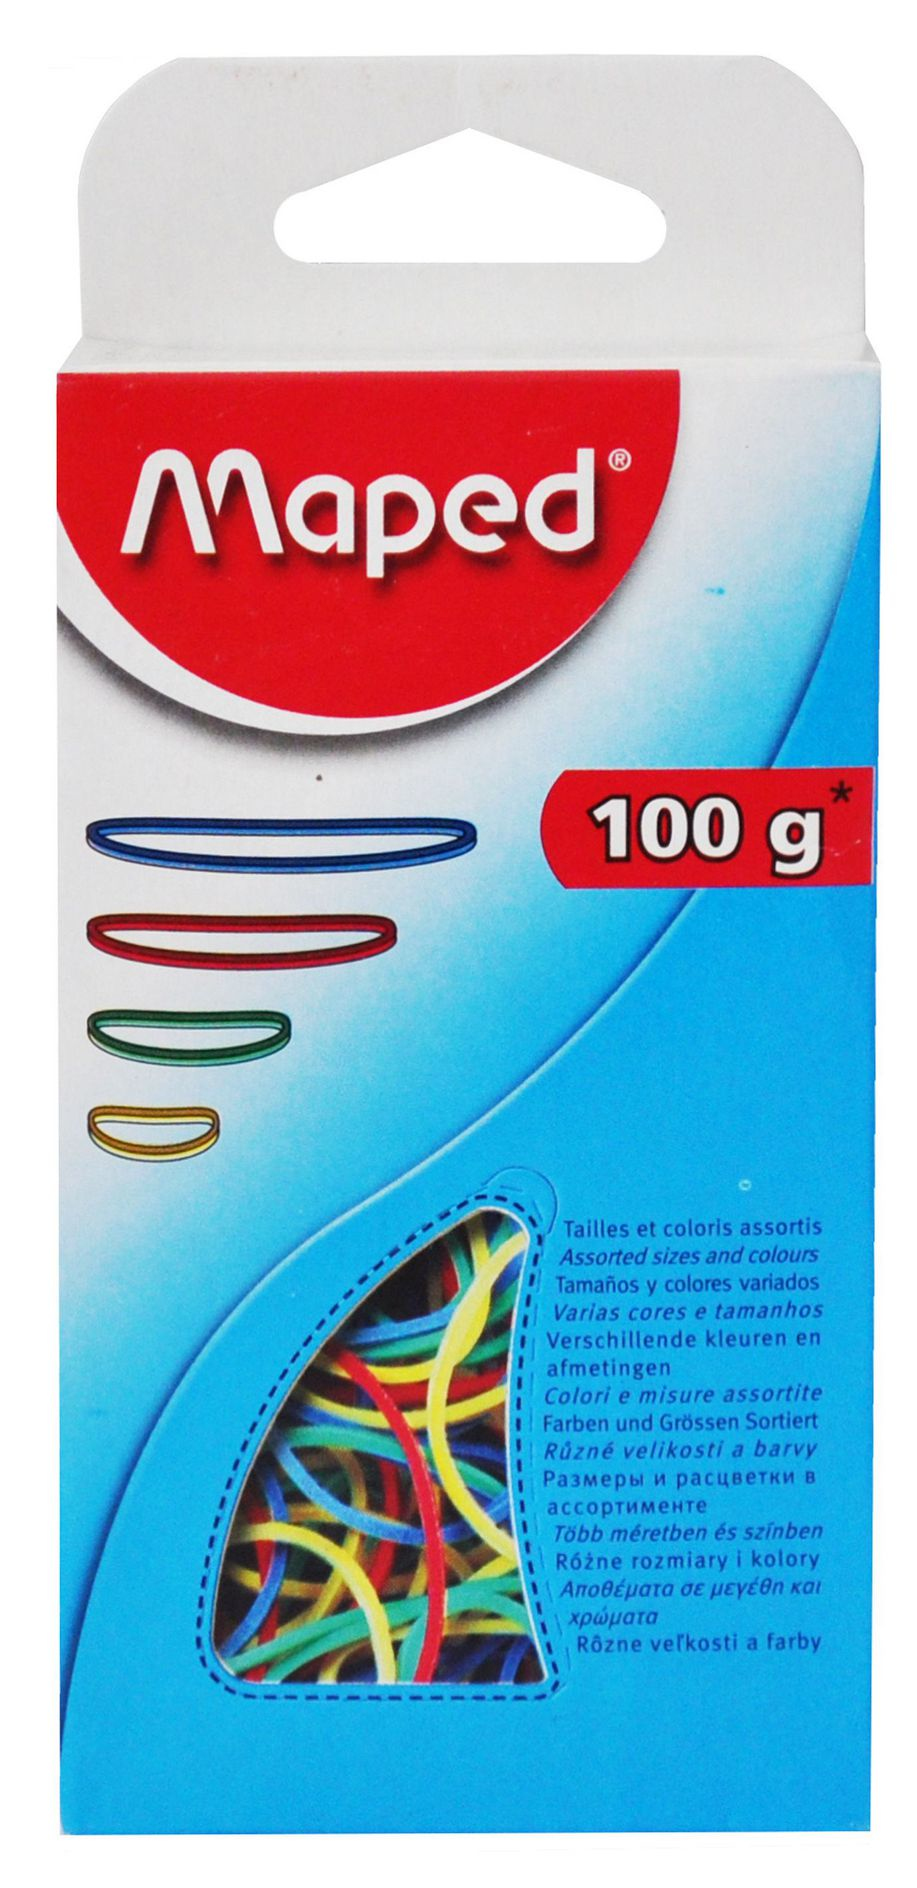 Maped®
100 g*
Tailles et coloris assortis
Assorted sizes and colours
Tamaños y colores variados
Varias cores e tamanhos
Verschillende kleuren en
afmetingen
Colori e misure assortite
Farben und Grössen Sortiert
Různé velikosti a barvy
Размеры и расцветки в
ассортименте
Több méretben és színben
Różne rozmiary i kolory
Αποθέματα σε μεγέθη και
χρώματα
Rôzne veľkosti a farby